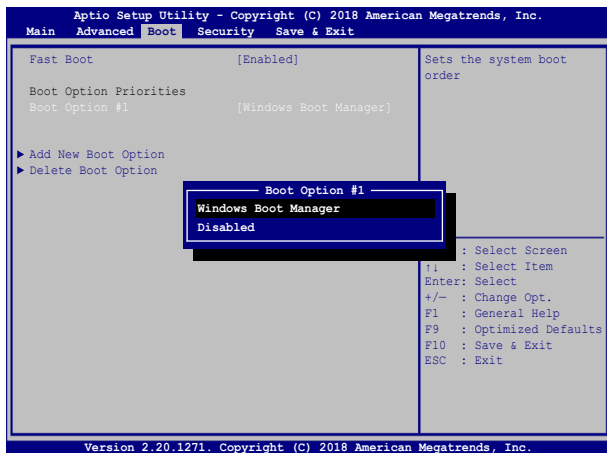 Aptio Setup Utility - Copyright (C) 2018 American Megatrends, Inc.
Main Advanced Boot Security Save & Exit
Fast Boot [Enabled]
Boot Option Priorities
Boot Option #1 [Windows Boot Manager]
Add New Boot Option
Delete Boot Option
Sets the system boot
order
Boot Option #1
Windows Boot Manager
Disabled
: Select Screen
↑↓ : Select Item
Enter: Select
+/— : Change Opt.
F1 : General Help
F9 : Optimized Defaults
F10 : Save & Exit
ESC : Exit
Version 2.20.1271. Copyright (C) 2018 American Megatrends, Inc.